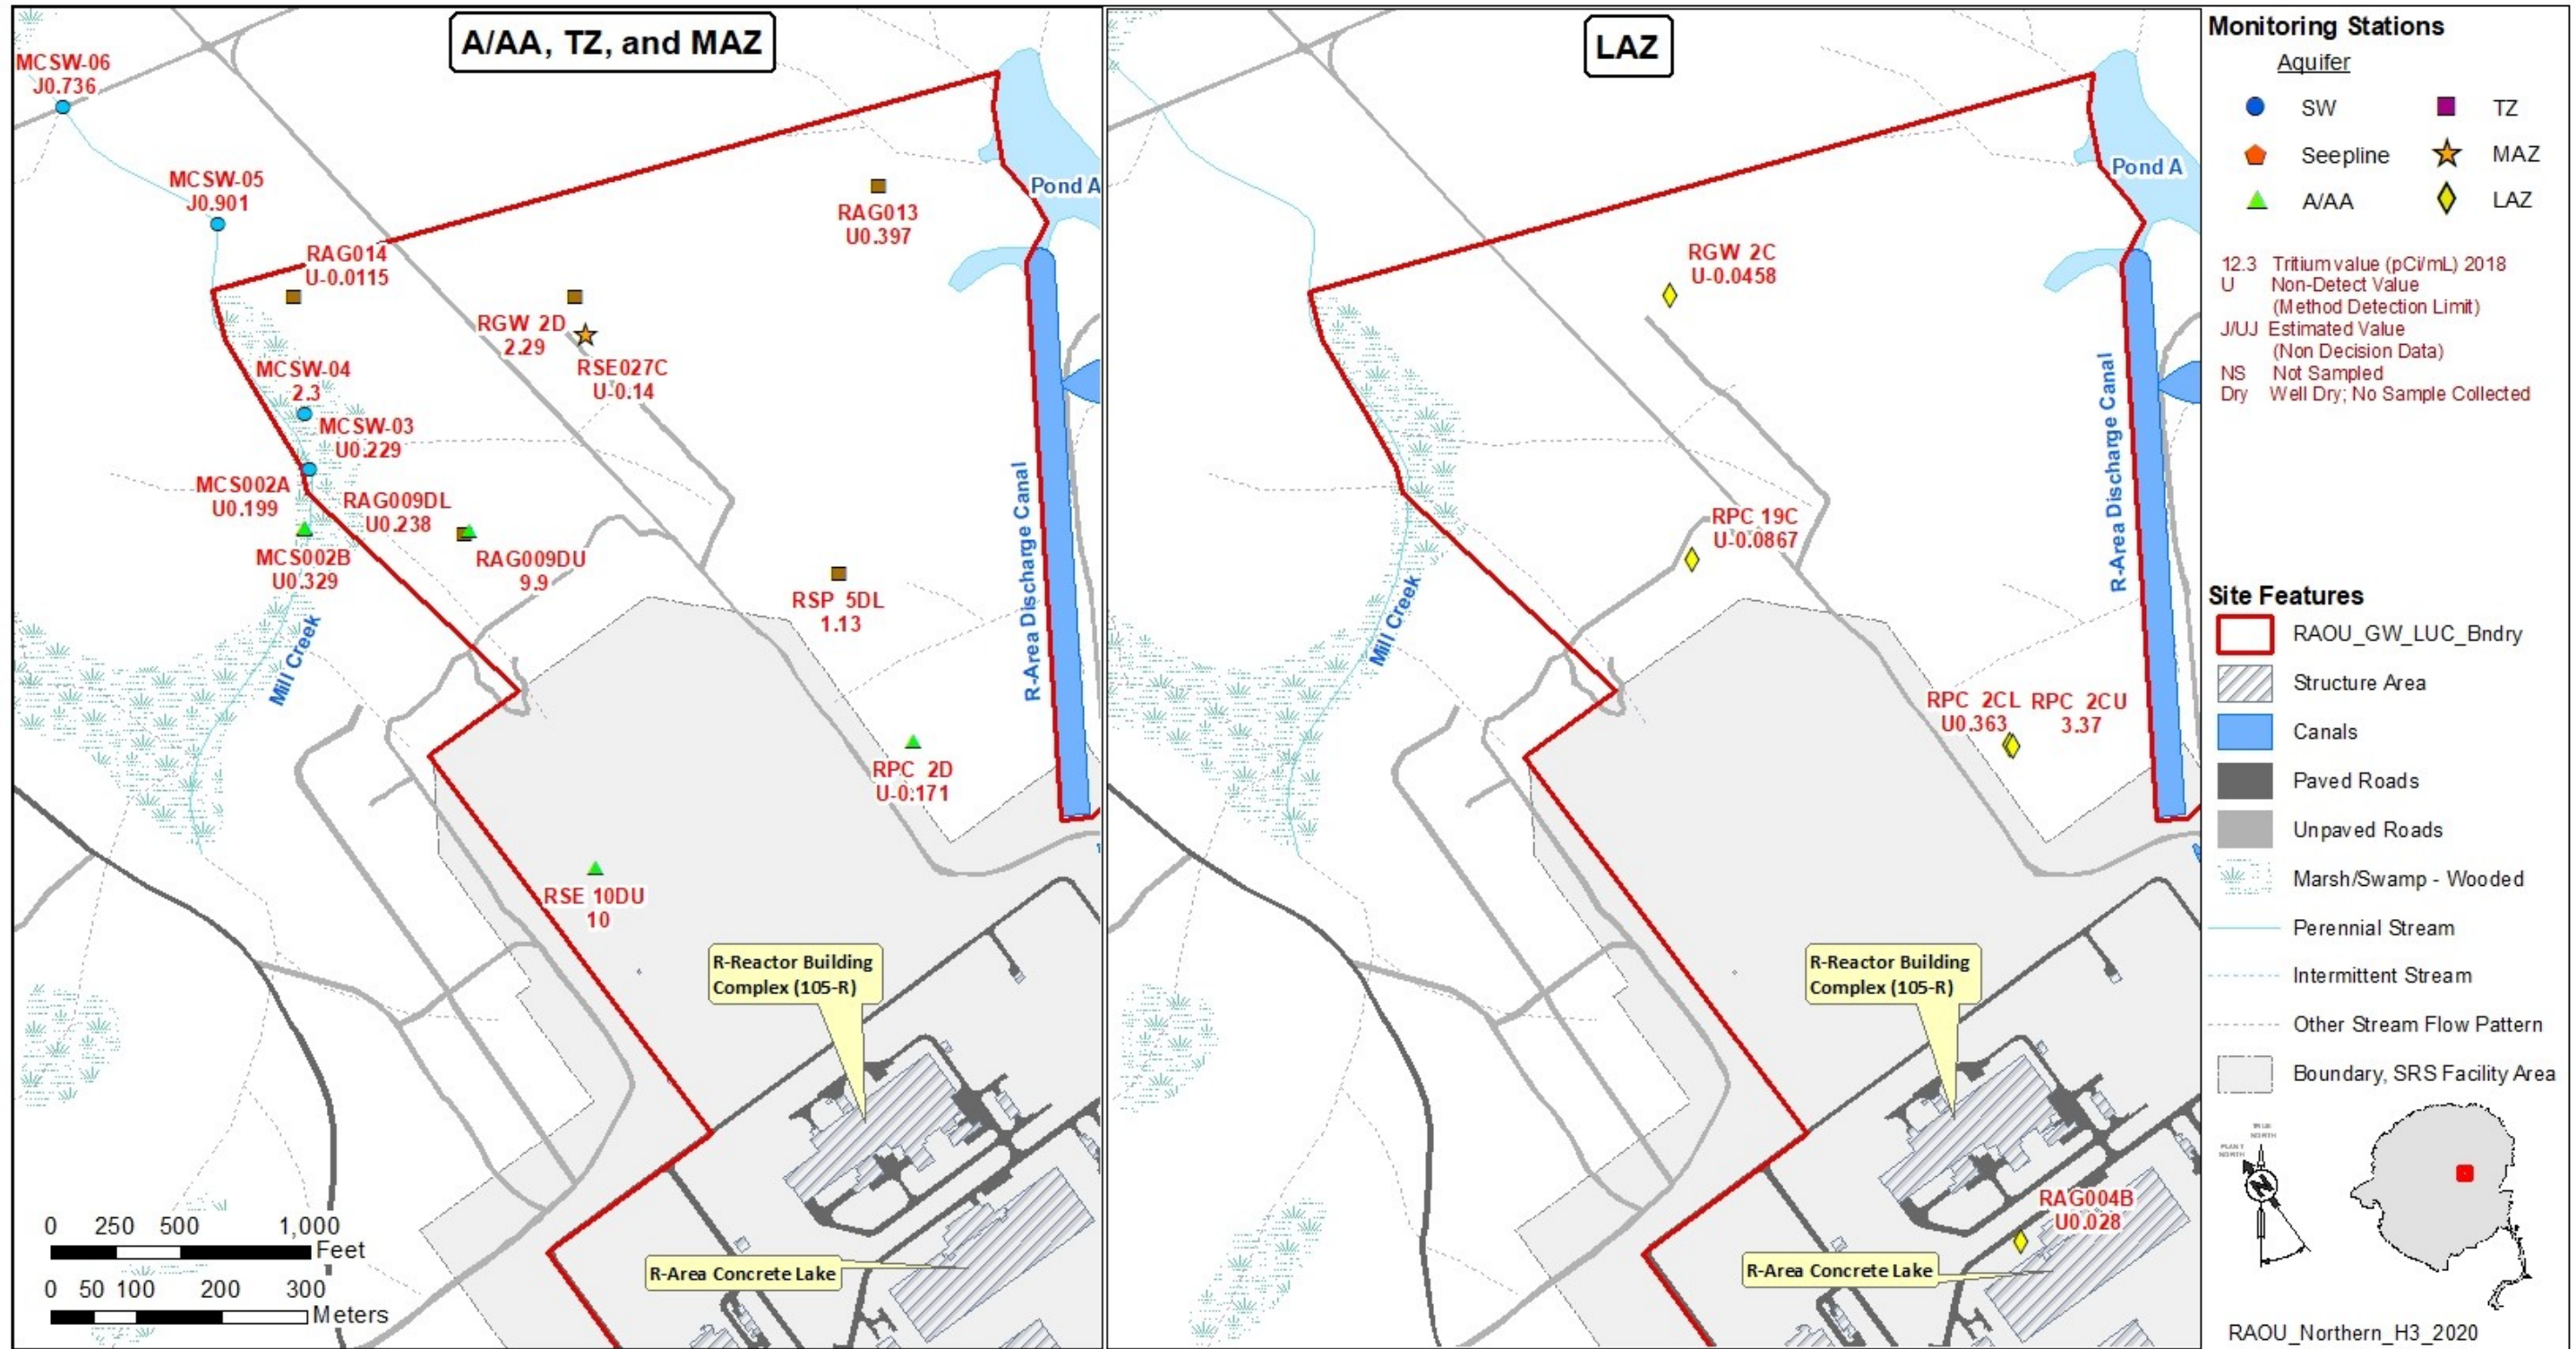 A/AA, TZ, and MAZ
MCSW-06
J0.736
MCSW-05
J0.901
RAG013
U0.397
Pond A
RAG014
U-0.0115
RGW 2D
2.29
RSE027C
U-0.14
MCSW-04
2.3
MCSW-03
U0.229
MCS002A
U0.199
RAG009DL
U0.238
MCS002B
U0.329
RAG009DU
9.9
RSP 5DL
1.13
R-Area Discharge Canal
Mill Creek
RPC 2D
U-0.171
RSE 10DU
10
R-Reactor Building
Complex (105-R)
R-Area Concrete Lake
0 250 500 1,000
Feet
0 50 100 200 300
Meters
LAZ
Pond A
RGW 2C
U-0.0458
RPC 19C
U-0.0867
R-Area Discharge Canal
Mill Creek
RPC 2CL
U0.363
RPC 2CU
3.37
R-Reactor Building
Complex (105-R)
RAG004B
U0.028
R-Area Concrete Lake
Monitoring Stations
Aquifer
SW TZ
Seepline MAZ
A/AA LAZ
12.3 Tritium value (pCi/mL) 2018
U Non-Detect Value
(Method Detection Limit)
J/UJ Estimated Value
(Non Decision Data)
NS Not Sampled
Dry Well Dry; No Sample Collected
Site Features
RAOU_GW_LUC_Bndry
Structure Area
Canals
Paved Roads
Unpaved Roads
Marsh/Swamp - Wooded
Perennial Stream
Intermittent Stream
Other Stream Flow Pattern
Boundary, SRS Facility Area
TRUE
NORTH
PLANT
NORTH
N
RAOU_Northern_H3_2020